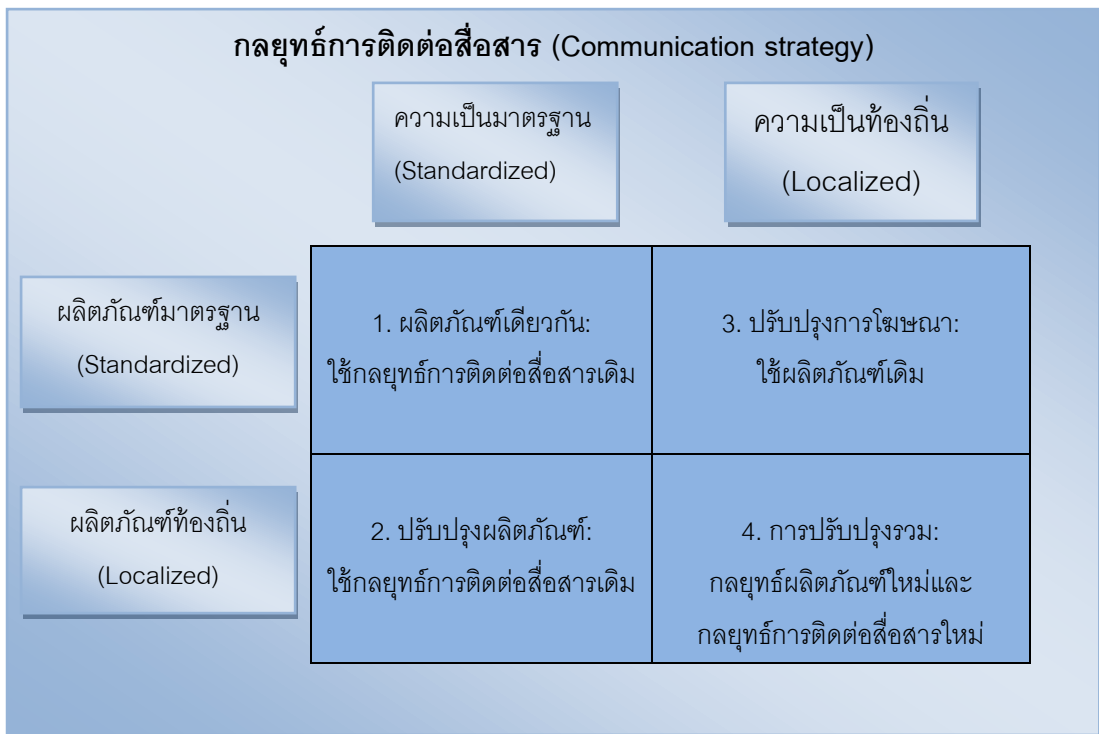 กลยุทธ์การติดต่อสื่อสาร (Communication strategy)
ความเป็นมาตรฐาน
(Standardized)
ความเป็นท้องถิ่น
(Localized)
ผลิตภัณฑ์มาตรฐาน
(Standardized)
1. ผลิตภัณฑ์เดียวกัน:
ใช้กลยุทธ์การติดต่อสื่อสารเดิม
3. ปรับปรุงการโฆษณา:
ใช้ผลิตภัณฑ์เดิม
ผลิตภัณฑ์ท้องถิ่น
(Localized)
2. ปรับปรุงผลิตภัณฑ์:
ใช้กลยุทธ์การติดต่อสื่อสารเดิม
4. การปรับปรุงรวม:
กลยุทธ์ผลิตภัณฑ์ใหม่และ
กลยุทธ์การติดต่อสื่อสารใหม่